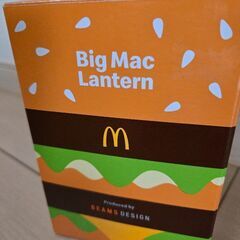 Big Mac
Lantern
Produced by
BEAMS DESIGN